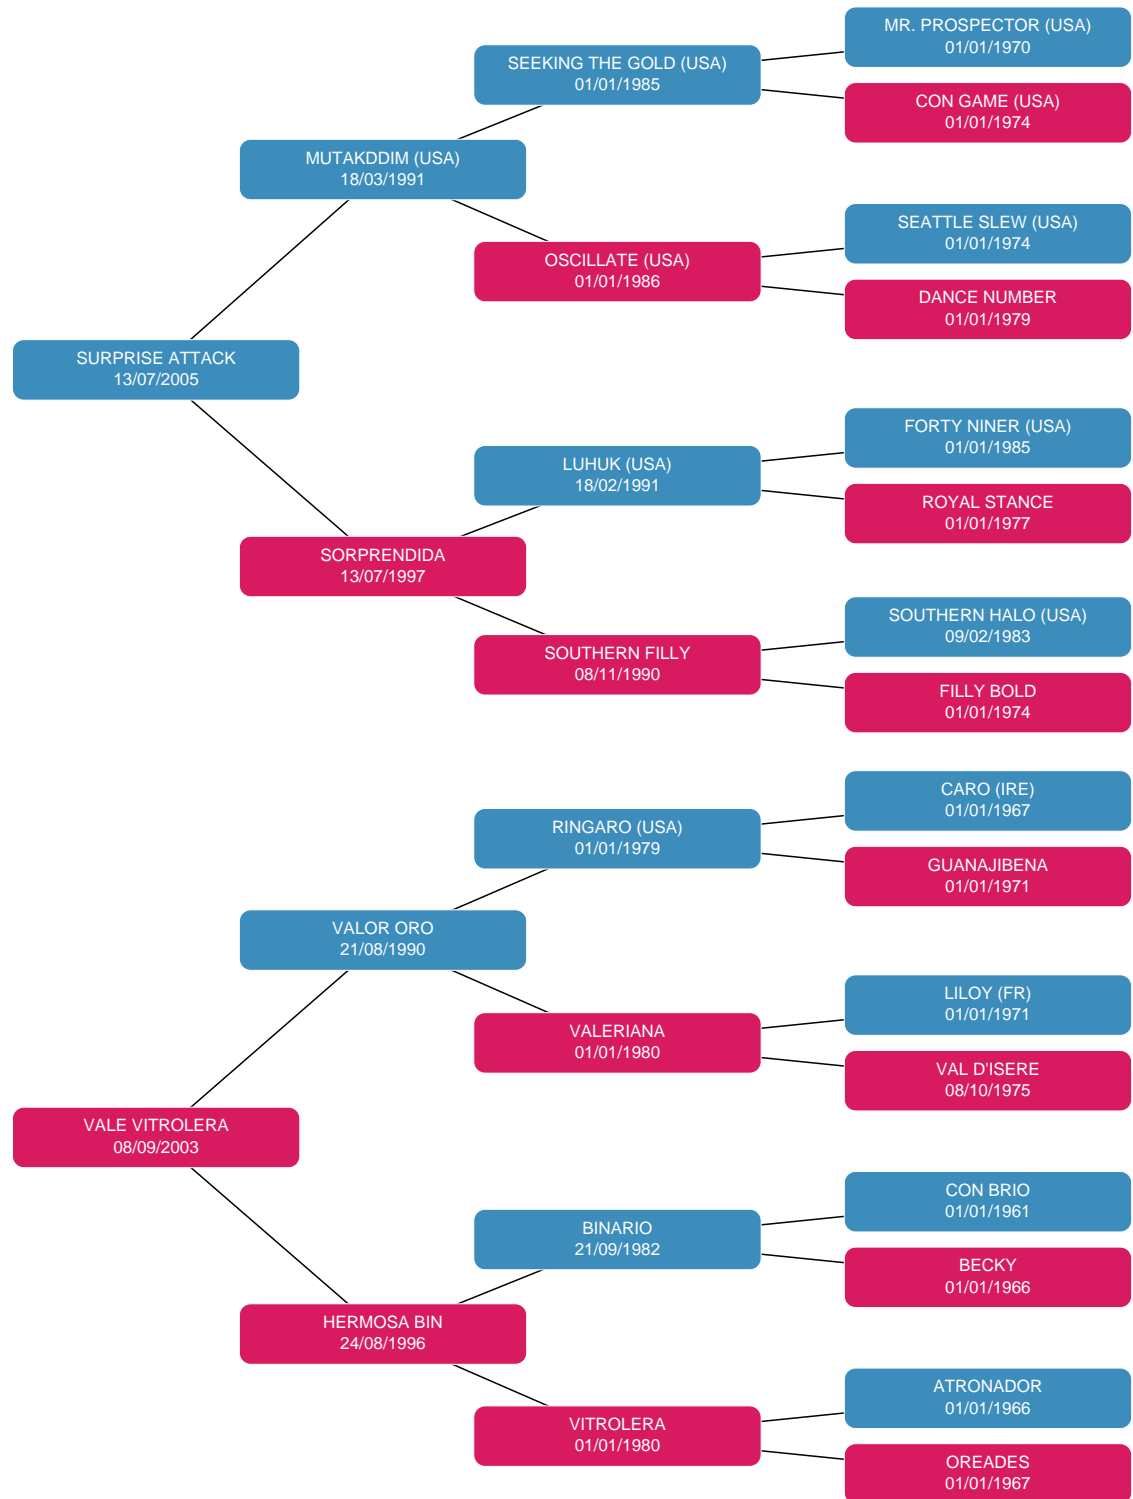 MR. PROSPECTOR (USA)
01/01/1970
SEEKING THE GOLD (USA)
01/01/1985
CON GAME (USA)
01/01/1974
MUTAKDDIM (USA)
18/03/1991
SEATTLE SLEW (USA)
01/01/1974
OSCILLATE (USA)
01/01/1986
DANCE NUMBER
01/01/1979
SURPRISE ATTACK
13/07/2005
FORTY NINER (USA)
01/01/1985
LUHUK (USA)
18/02/1991
ROYAL STANCE
01/01/1977
SORPRENDIDA
13/07/1997
SOUTHERN HALO (USA)
09/02/1983
SOUTHERN FILLY
08/11/1990
FILLY BOLD
01/01/1974
CARO (IRE)
01/01/1967
RINGARO (USA)
01/01/1979
GUANAJIBENA
01/01/1971
VALOR ORO
21/08/1990
LILOY (FR)
01/01/1971
VALERIANA
01/01/1980
VAL D'ISERE
08/10/1975
VALE VITROLERA
08/09/2003
CON BRIO
01/01/1961
BINARIO
21/09/1982
BECKY
01/01/1966
HERMOSA BIN
24/08/1996
ATRONADOR
01/01/1966
VITROLERA
01/01/1980
OREADES
01/01/1967